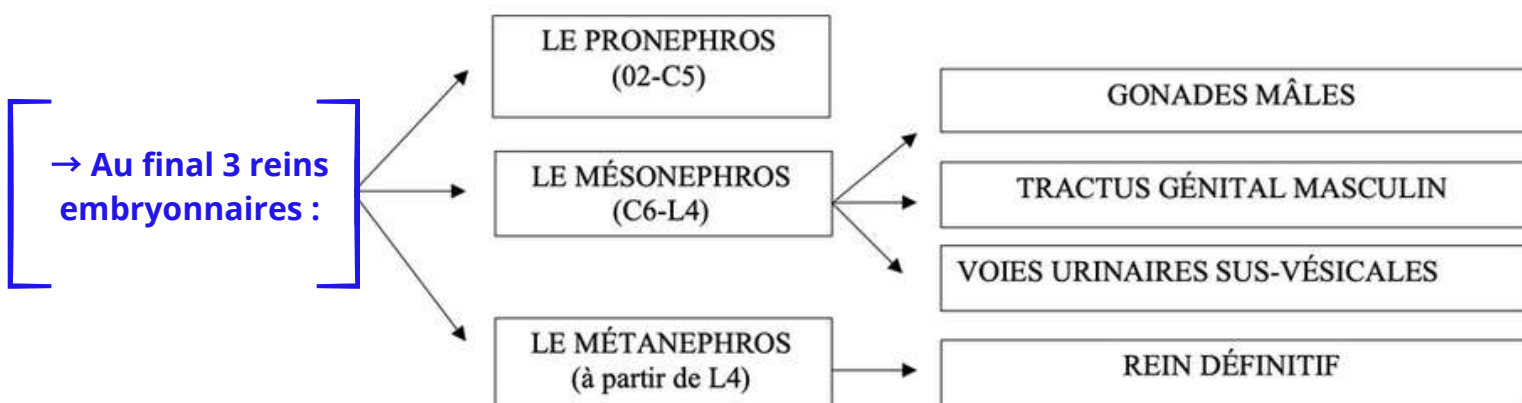 → Au final 3 reins
embryonnaires :
LE PRONEPHROS
(02-C5)
LE MÉSONEPHROS
(C6-L4)
LE MÉTANEPHROS
(à partir de L4)
GONADES MÂLES
TRACTUS GÉNITAL MASCULIN
VOIES URINAIRES SUS-VÉSICALES
REIN DÉFINITIF